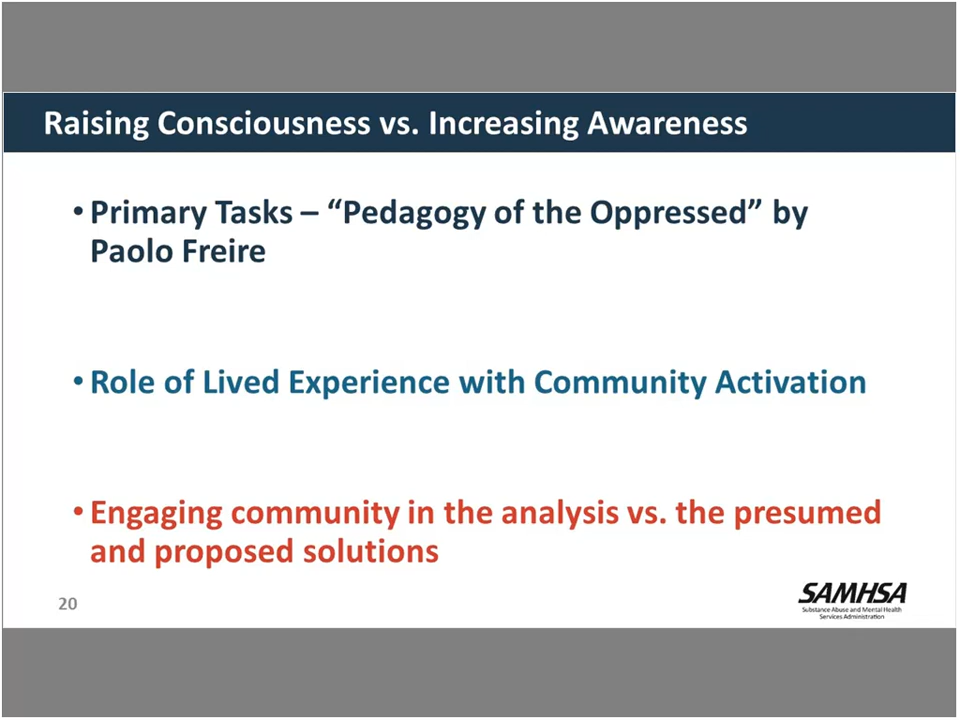 Raising Consciousness vs. Increasing Awareness
• Primary Tasks – “Pedagogy of the Oppressed” by
Paolo Freire
• Role of Lived Experience with Community Activation
• Engaging community in the analysis vs. the presumed
and proposed solutions
20
SAMHSA
Substance Abuse and Mental Health
Services Administration